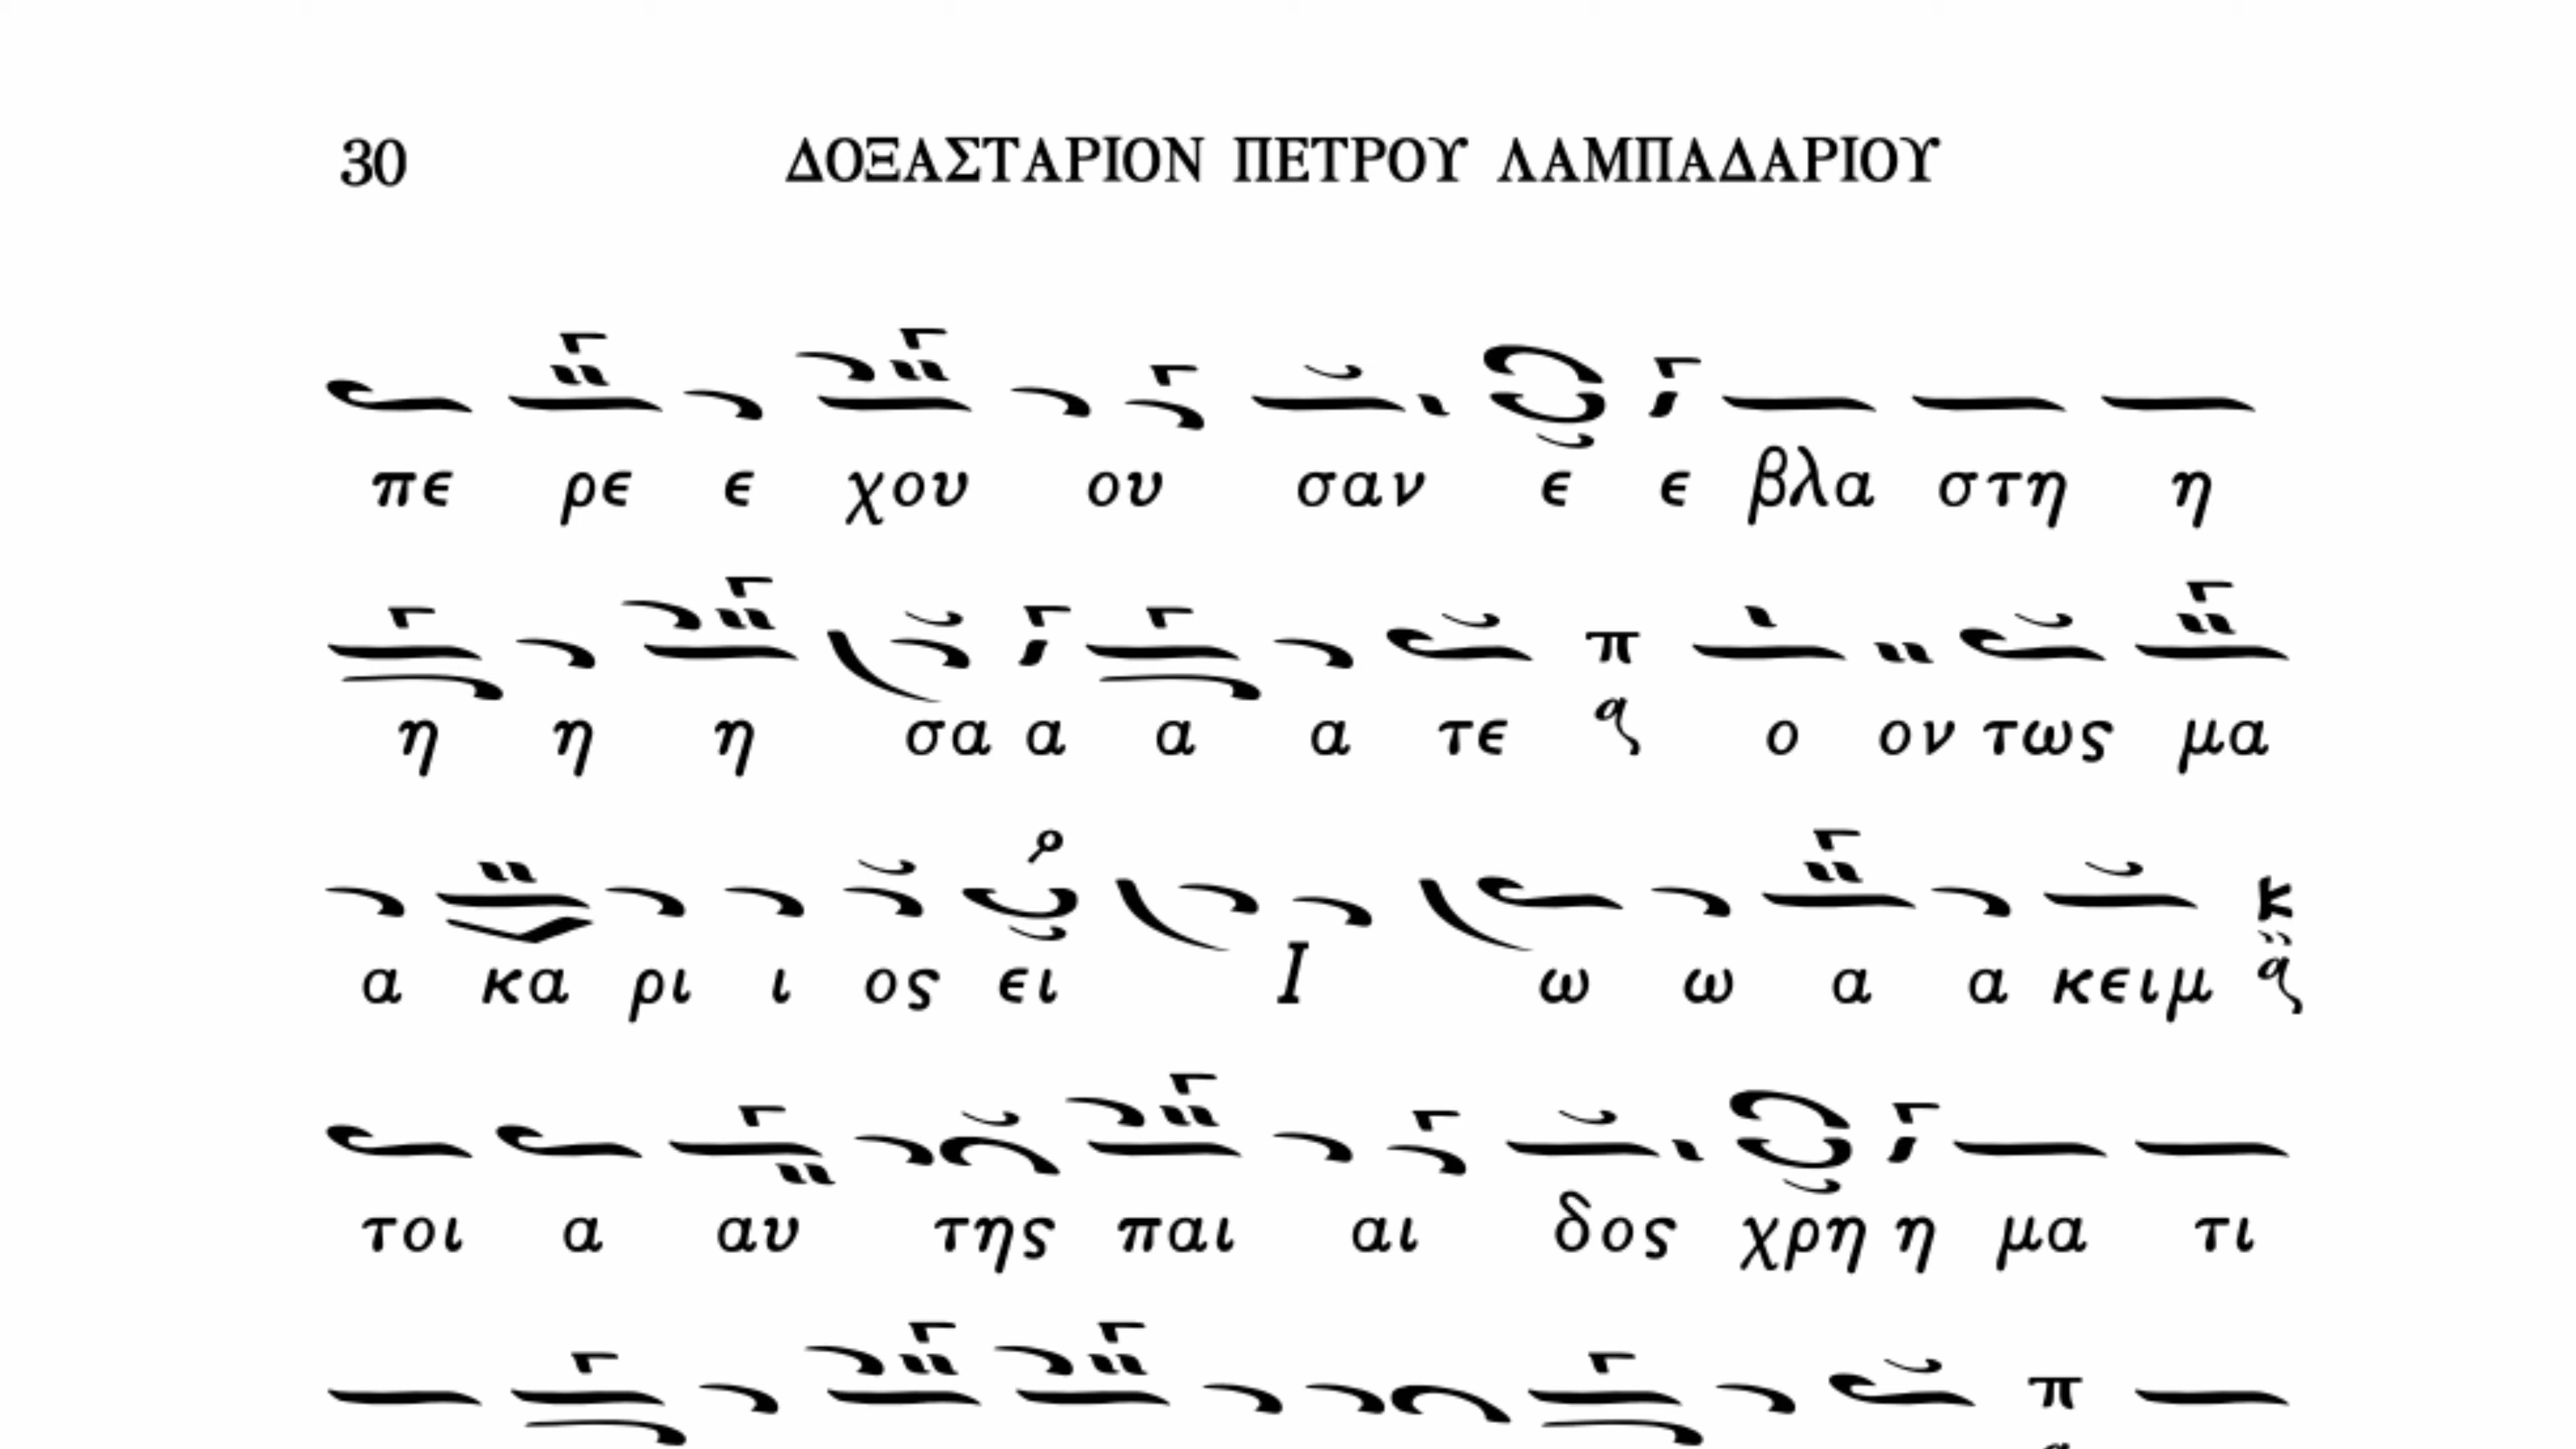 30 ΔΟΞΑΣΤΑΡΙΟΝ ΠΕΤΡΟΥ ΛΑΜΠΑΔΑΡΙΟΥ
πε ρε ε χου ου σαν ε ε βλα στη η
π
η η η σα α α α τε ο ον τως μα
κ
α κα ρι ι ος ει Ι ω ω α α κειμ
τοι α αυ της παι αι δος χρη η μα τι
π